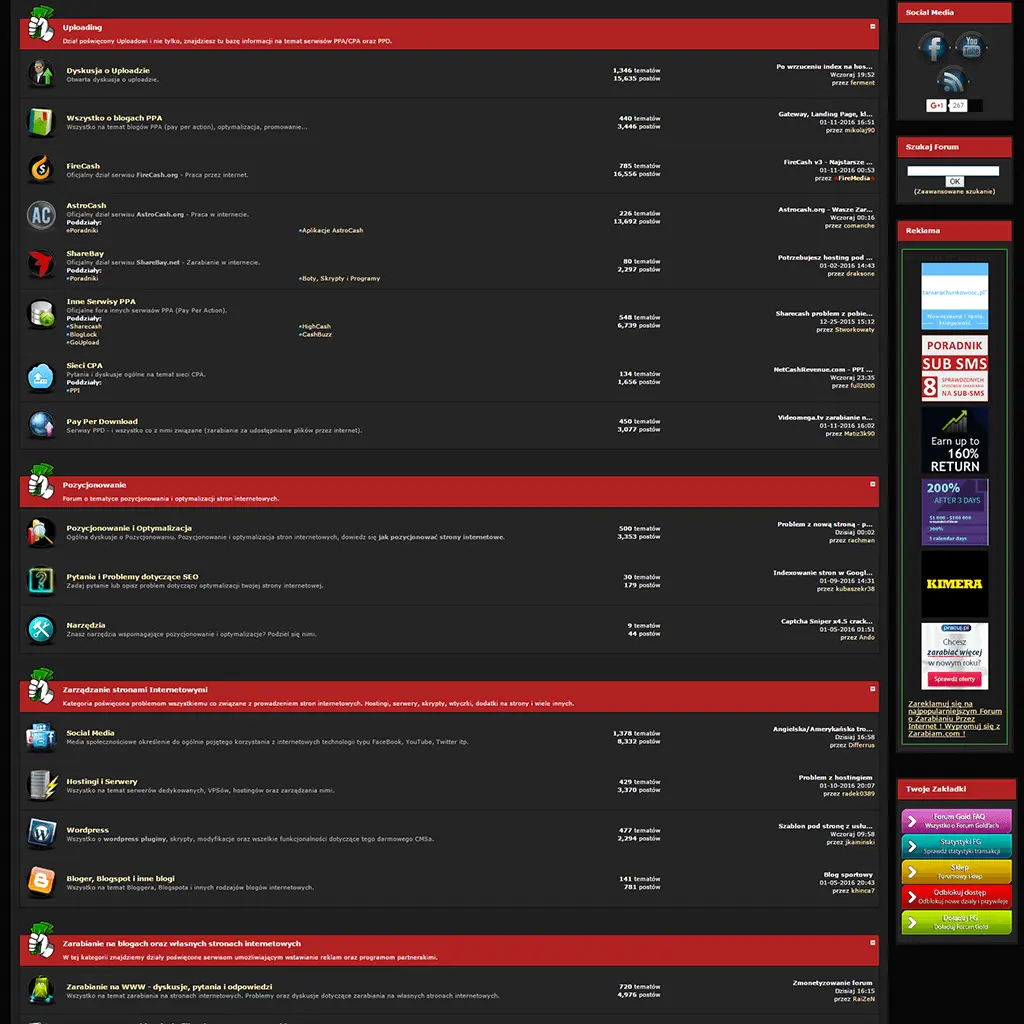 Uploading
Dział poświęcony Uploadowi i nie tylko, znajdziesz tu bazę informacji na temat serwisów PPA/CPA oraz PPD.
Dyskusja o Uploadzie
Otwarta dyskusja o uploadzie.
1,346 tematów
15,635 postów
Po wrzuceniu index na hos...
Wczoraj 19:52
przez ferment
Wszystko o blogach PPA
Wszystko na temat blogów PPA (pay per action), optymalizacja, promowanie...
440 tematów
3,446 postów
Gateway, Landing Page, kl...
01-11-2016 16:51
przez mikolaj90
FireCash
Oficjalny dział serwisu FireCash.org - Praca przez internet.
785 tematów
16,556 postów
FireCash v3 - Najstarsze ...
01-11-2016 00:53
przez FireMedia
AstroCash
Oficjalny dział serwisu AstroCash.org - Praca w internecie.
Poddziały:
Poradniki
Aplikacje AstroCash
226 tematów
13,692 postów
Astrocash.org - Wasze Zar...
Wczoraj 00:16
przez comanche
ShareBay
Oficjalny dział serwisu ShareBay.net - Zarabianie w internecie.
Poddziały:
Poradniki
Boty, Skrypty i Programy
80 tematów
2,297 postów
Potrzebujesz hosting pod ...
01-02-2016 14:43
przez draksone
Inne Serwisy PPA
Oficjalne fora innych serwisów PPA (Pay Per Action).
Poddziały:
Sharecash
HighCash
BlogLock
CashBuzz
GoUpload
548 tematów
6,739 postów
Sharecash problem z pobie...
12-25-2015 15:12
przez Stworkowaty
Sieci CPA
Pytania i dyskusje ogólne na temat sieci CPA.
Poddziały:
PPI
134 tematów
1,656 postów
NetCashRevenue.com - PPI ...
Wczoraj 23:35
przez full2000
Pay Per Download
Serwisy PPD - i wszystko co z nimi związane (zarabianie za udostępnianie plików przez internet).
450 tematów
3,077 postów
Videomega.tv zarabianie n...
01-11-2016 16:02
przez Matiz3k90
Pozycjonowanie
Forum o tematyce pozycjonowania i optymalizacji stron internetowych.
Pozycjonowanie i Optymalizacja
Ogólna dyskusje o Pozycjonowaniu. Pozycjonowanie i optymalizacja stron internetowych, dowiedz się jak pozycjonować strony internetowe.
500 tematów
3,353 postów
Problem z nową stroną - p...
Dzisiaj 00:02
przez rachman
Pytania i Problemy dotyczące SEO
Zadaj pytanie lub opisz problem dotyczący optymalizacji twojej strony internetowej.
30 tematów
179 postów
Indexowanie stron w Googl...
01-09-2016 14:31
przez kubaszekr38
Narzędzia
Znasz narzędzia wspomagające pozycjonowanie i optymalizacje? Podziel się nimi.
9 tematów
44 postów
Captcha Sniper x4.5 crack...
01-05-2016 01:51
przez Ando
Zarządzanie stronami Internetowymi
Kategoria poświęcona problemom wszystkiemu co związane z prowadzeniem stron internetowych. Hostingi, serwery, skrypty, wtyczki, dodatki na strony i wiele innych.
Social Media
Media społecznościowe określenie do ogólnie pojętego korzystania z internetowych technologii typu FaceBook, YouTube, Twitter itp.
1,378 tematów
8,332 postów
Angielska/Amerykańska tro...
Dzisiaj 16:58
przez Differrus
Hostingi i Serwery
Wszystko na temat serwerów dedykowanych, VPSów, hostingów oraz zarządzania nimi.
429 tematów
3,370 postów
Problem z hostingiem
01-10-2016 20:07
przez radek0389
Wordpress
Wszystko o wordpress pluginy, skrypty, modyfikacje oraz wszelkie funkcjonalności dotyczące tego darmowego CMSa.
477 tematów
2,294 postów
Szablon pod stronę z usłu...
Wczoraj 09:58
przez jkaminski
Bloger, Blogspot i inne blogi
Wszystko na temat Bloggera, Blogspota i innych rodzajów blogów internetowych.
141 tematów
781 postów
Blog sportowy
01-05-2016 20:43
przez khinca7
Zarabianie na blogach oraz własnych stronach internetowych
W tej kategorii znajdziemy działy poświęcone serwisom umożliwiającym wstawianie reklam oraz programom partnerskimi.
Zarabianie na WWW - dyskusje, pytania i odpowiedzi
Wszystko na temat zarabiania na stronach internetowych. Problemy oraz dyskusje dotyczące zarabiania na własnych stronach internetowych.
720 tematów
4,976 postów
Monetyzowanie forum
Dzisiaj 16:15
przez RaiZeN
Social Media
You
Tube
G+1
267
Szukaj Forum
OK
(Zaawansowane szukanie)
Reklama
taniarachunkowosc.pl
Nowoczesna i tania
księgowość
PORADNIK
SUB SMS
8 SPRAWDZONYCH
NA SUB-SMS
Earn up to
160%
RETURN
200%
AFTER 3 DAYS
200%
5 calendar days
KIMERA
pracuj.pl
Chcesz
zarabiać więcej
w nowym roku?
Sprawdź oferty
Zareklamuj się na
najpopularniejszym Forum
o Zarabianiu Przez
Internet ! Wypromuj się z
Zarabiam.com !
Twoje Zakładki
Forum Gold FAQ
Wszystko o Forum Gold'ach
Statystyki FG
Sprawdź statystyki transakcji
Sklep
Forumowy sklep
Odblokuj dostęp
Odblokuj nowe działy i przywileje
Doładuj FG
Doładuj Forum Gold